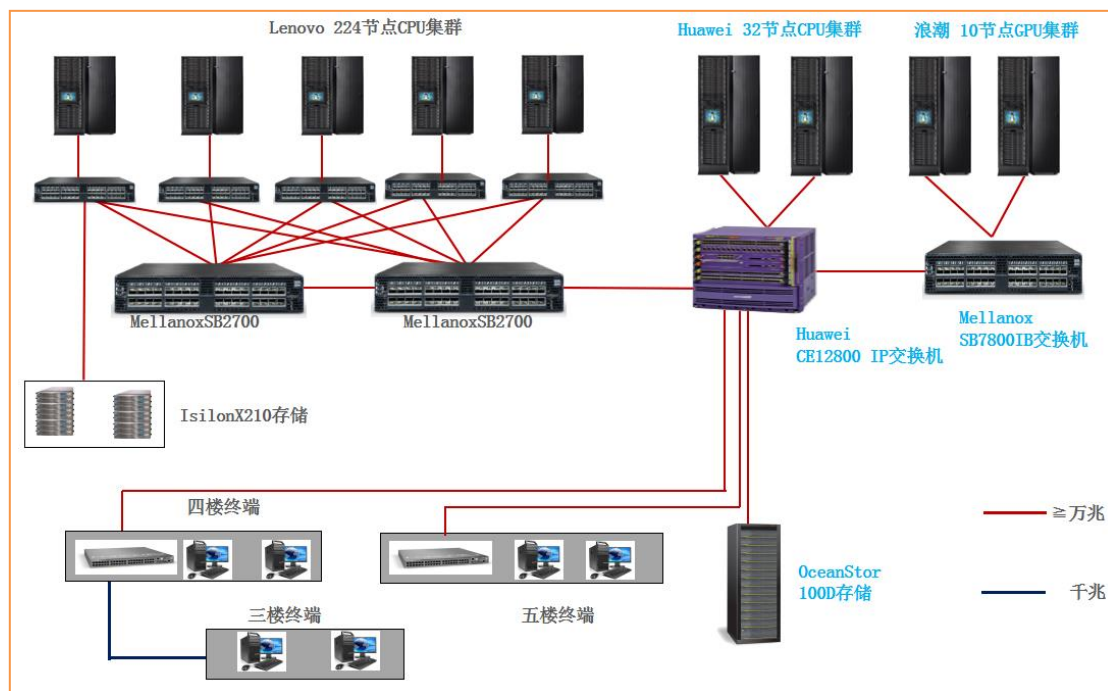 Lenovo 224节点CPU集群
Huawei 32节点CPU集群
浪潮 10节点GPU集群
MellanoxSB2700
MellanoxSB2700
Huawei
CE12800 IP交换机
Mellanox
SB7800IB交换机
IsilonX210存储
四楼终端
≧万兆
OceanStor
100D存储
千兆
三楼终端
五楼终端